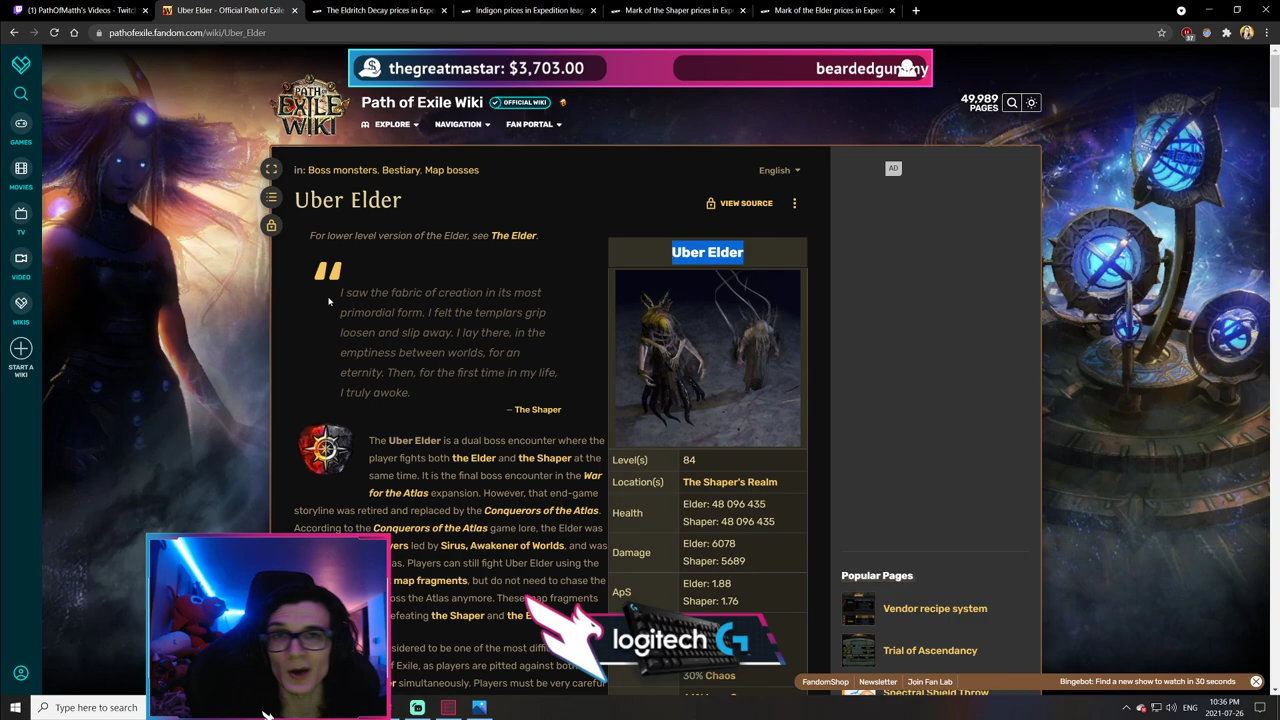 (1) PathOfMath's Videos - Twitch
Uber Elder - Official Path of Exile
The Eldritch Decay prices in Expe
Indigon prices in Expedition leag
Mark of the Shaper prices in Exp
Mark of the Elder prices in Exped
pathofexile.fandom.com/wiki/Uber_Elder
37
thegreatmastar: $3,703.00
beardedgummy
PATH OF EXILE WIKI
Path of Exile Wiki
OFFICIAL WIKI
49,989 PAGES
EXPLORE
NAVIGATION
FAN PORTAL
GAMES
MOVIES
TV
VIDEO
WIKIS
START A WIKI
in: Boss monsters, Bestiary, Map bosses
English
AD
Uber Elder
VIEW SOURCE
For lower level version of the Elder, see The Elder.
I saw the fabric of creation in its most
primordial form. I felt the templars grip
loosen and slip away. I lay there, in the
emptiness between worlds, for an
eternity. Then, for the first time in my life,
I truly awoke.
— The Shaper
The Uber Elder is a dual boss encounter where the
player fights both the Elder and the Shaper at the
same time. It is the final boss encounter in the War
for the Atlas expansion. However, that end-game
storyline was retired and replaced by the Conquerors of the Atlas.
According to the Conquerors of the Atlas game lore, the Elder was
led by Sirus, Awakener of Worlds, and was
Players can still fight Uber Elder using the
map fragments, but do not need to chase the
the Atlas anymore. These map fragments
the Shaper and the
to be one of the most
of Exile, as players are pitted against
simultaneously. Players must be very careful
Uber Elder
Level(s) 84
Location(s) The Shaper's Realm
Health
Elder: 48 096 435
Shaper: 48 096 435
Damage
Elder: 6078
Shaper: 5689
ApS
Elder: 1.88
Shaper: 1.76
30% Chaos
logitech G
Popular Pages
Vendor recipe system
Trial of Ascendancy
Spectral Shield Throw
FandomShop
Newsletter
Join Fan Lab
Bingebot: Find a new show to watch in 30 seconds
Type here to search
10:36 PM
2021-07-26